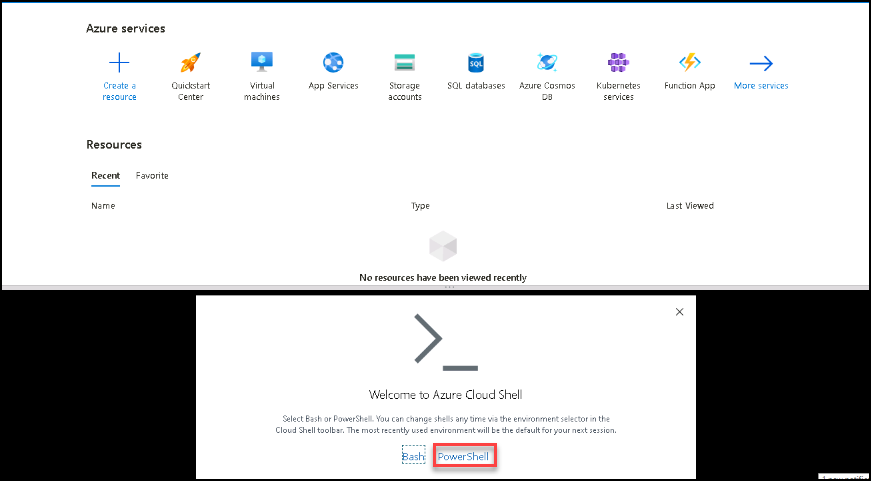 Azure services
Create a resource
Quickstart Center
Virtual machines
App Services
Storage accounts
SQL
SQL databases
Azure Cosmos DB
Kubernetes services
Function App
More services
Resources
Recent
Favorite
Name
Type
Last Viewed
No resources have been viewed recently
Welcome to Azure Cloud Shell
Select Bash or PowerShell. You can change shells any time via the environment selector in the
Cloud Shell toolbar. The most recently used environment will be the default for your next session.
Bash
PowerShell